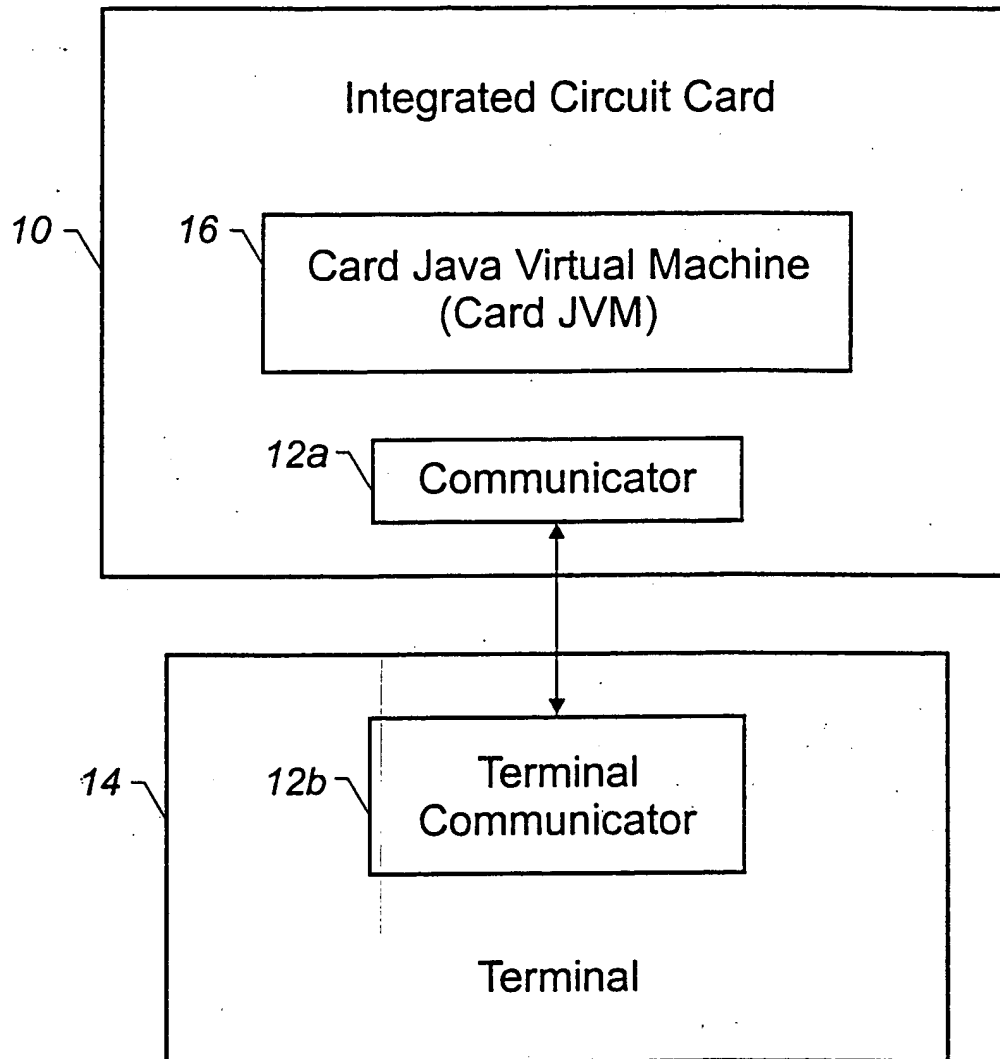 Integrated Circuit Card
10
16
Card Java Virtual Machine
(Card JVM)
12a
Communicator
14
12b
Terminal
Communicator
Terminal